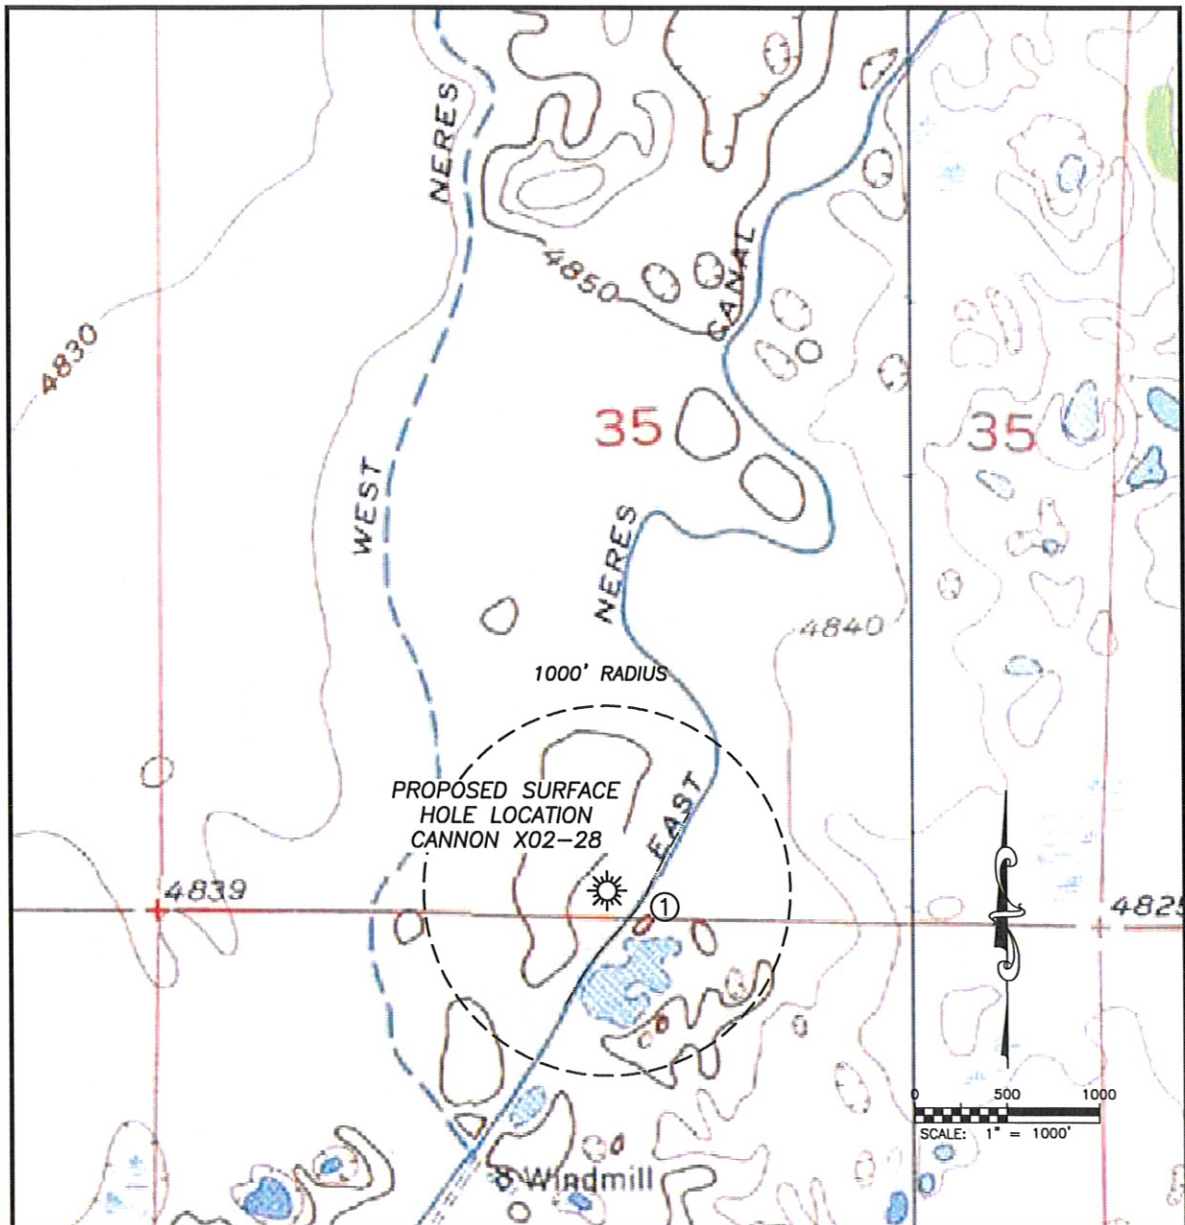 NERES
CANAL
4850
4830
35
35
WEST
NERES
4840
1000' RADIUS
PROPOSED SURFACE
HOLE LOCATION
CANNON X02-28
EAST
4839
1
4825
0 500 1000
SCALE: 1" = 1000'
Windmill